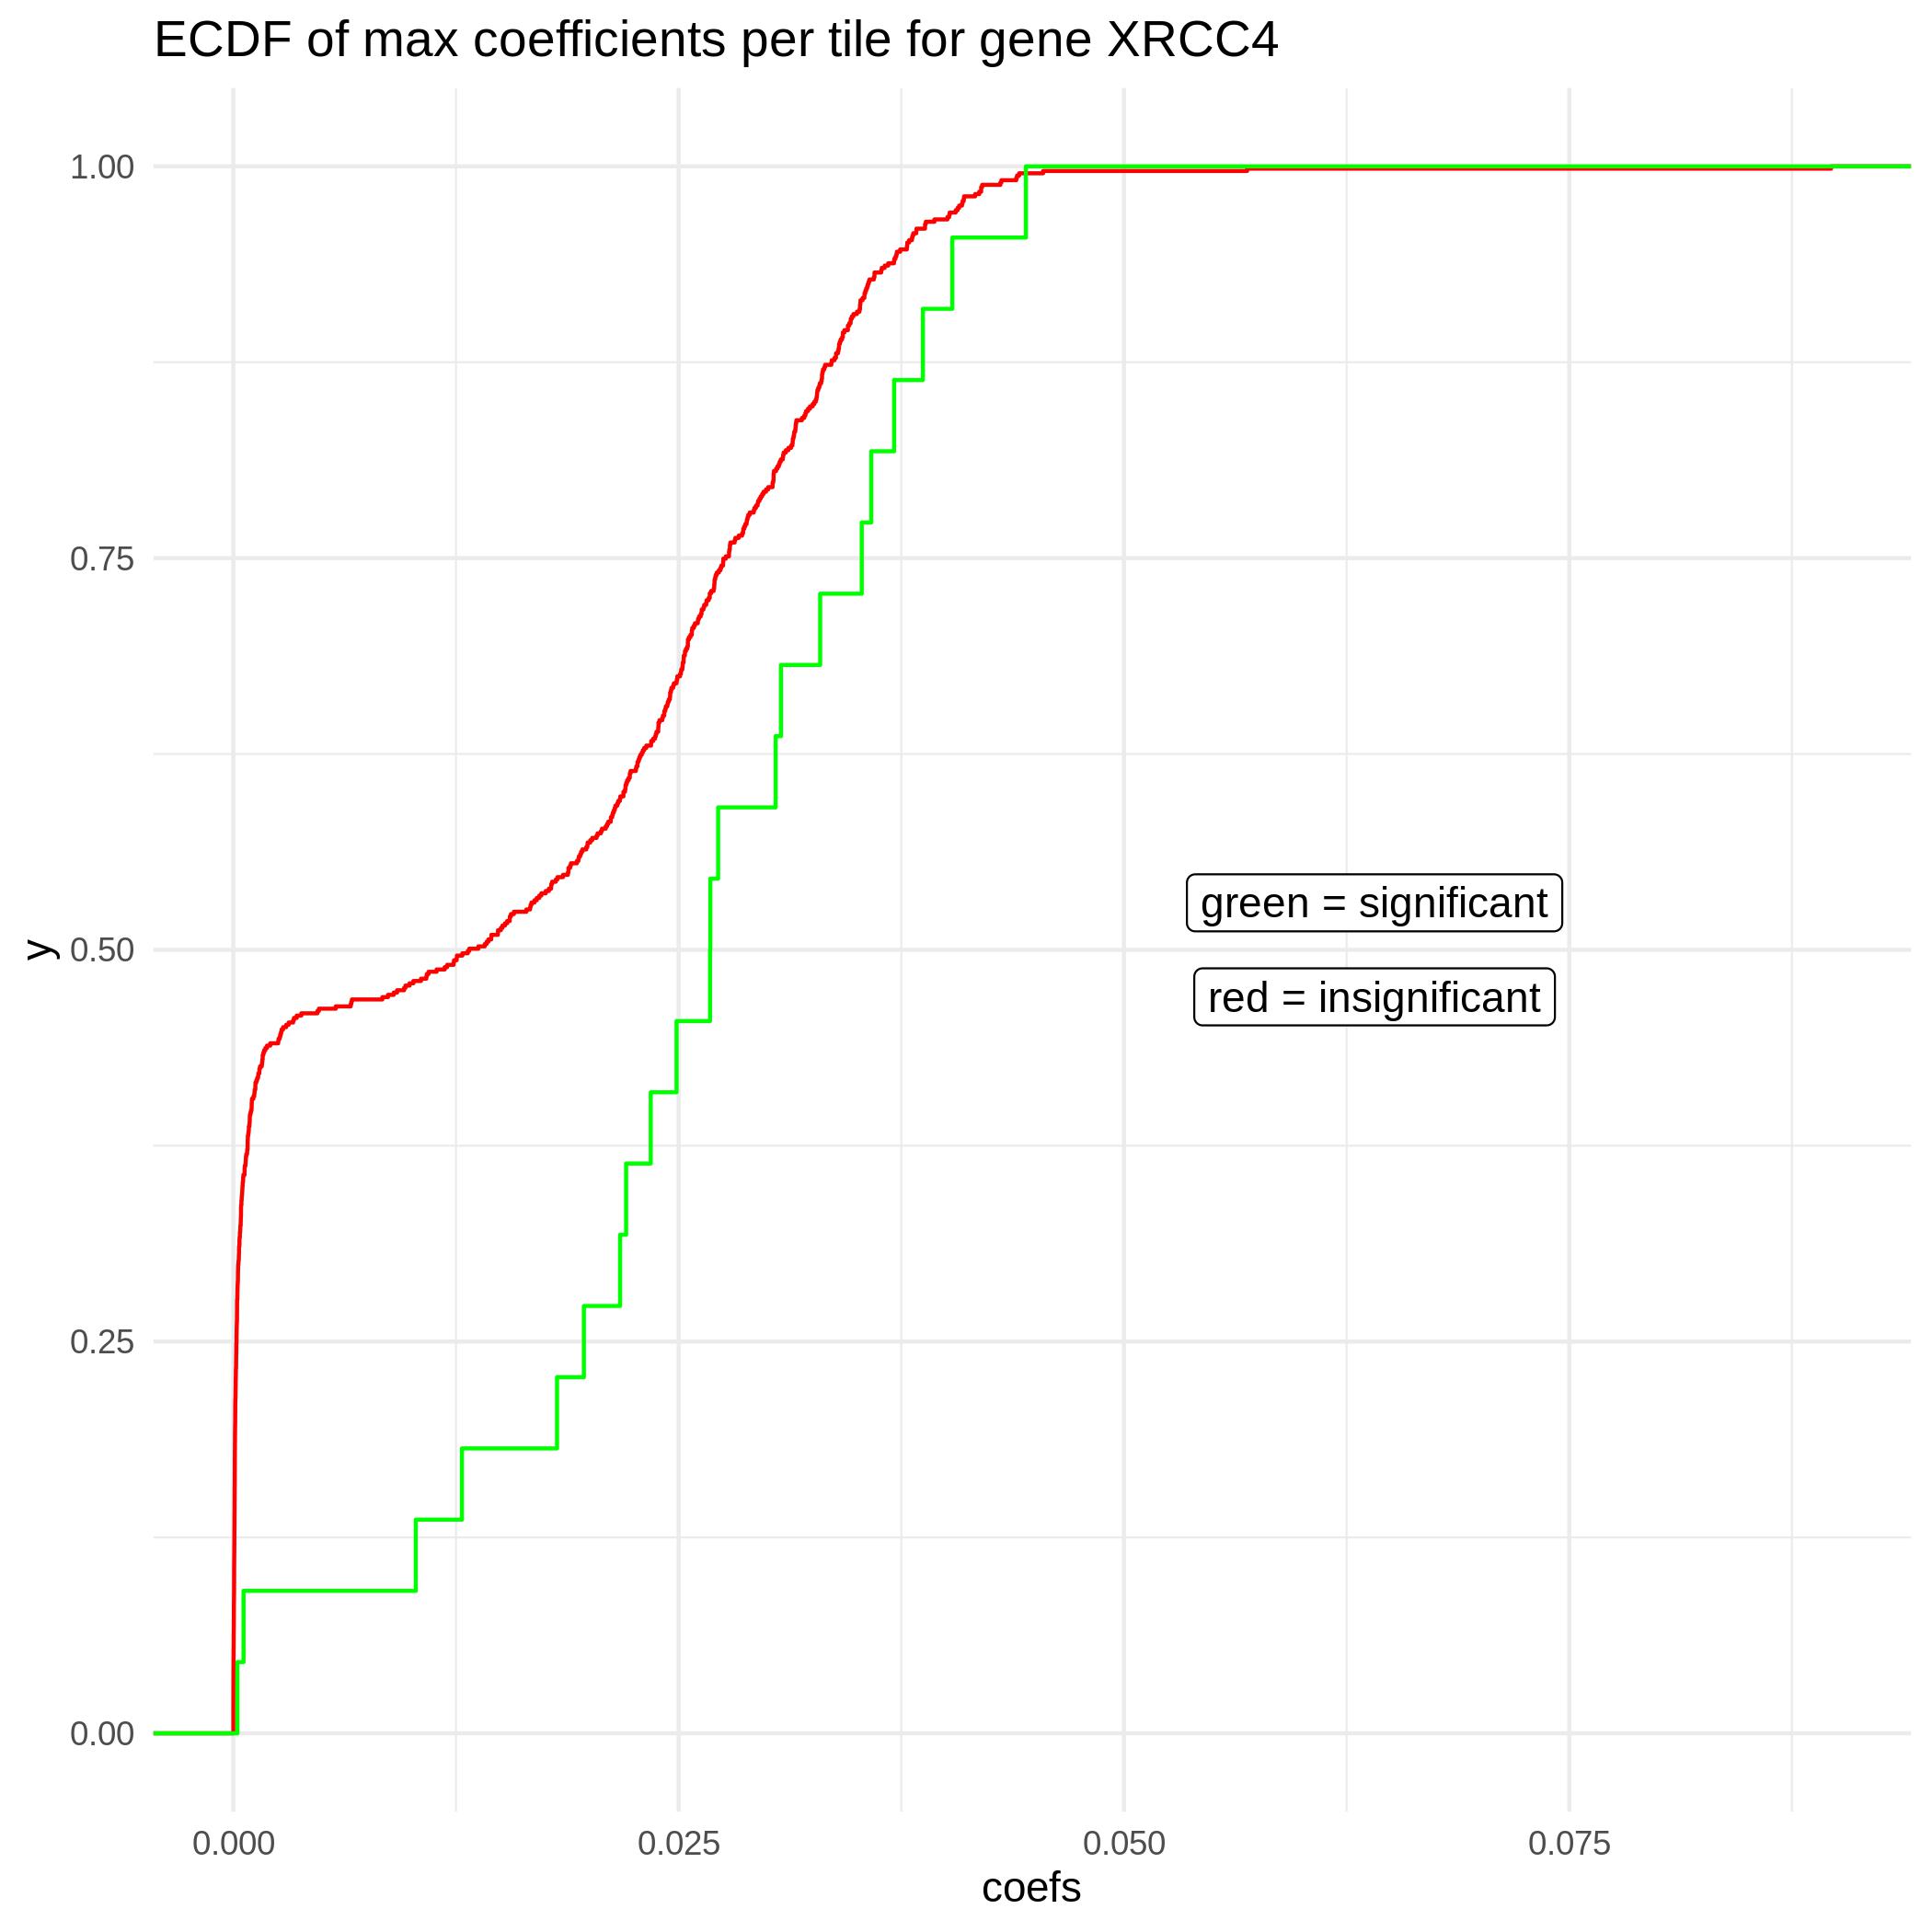 ECDF of max coefficients per tile for gene XRCC4
1.00
0.75
0.50
0.25
0.00
y
green = significant
red = insignificant
0.000 0.025 0.050 0.075
coefs